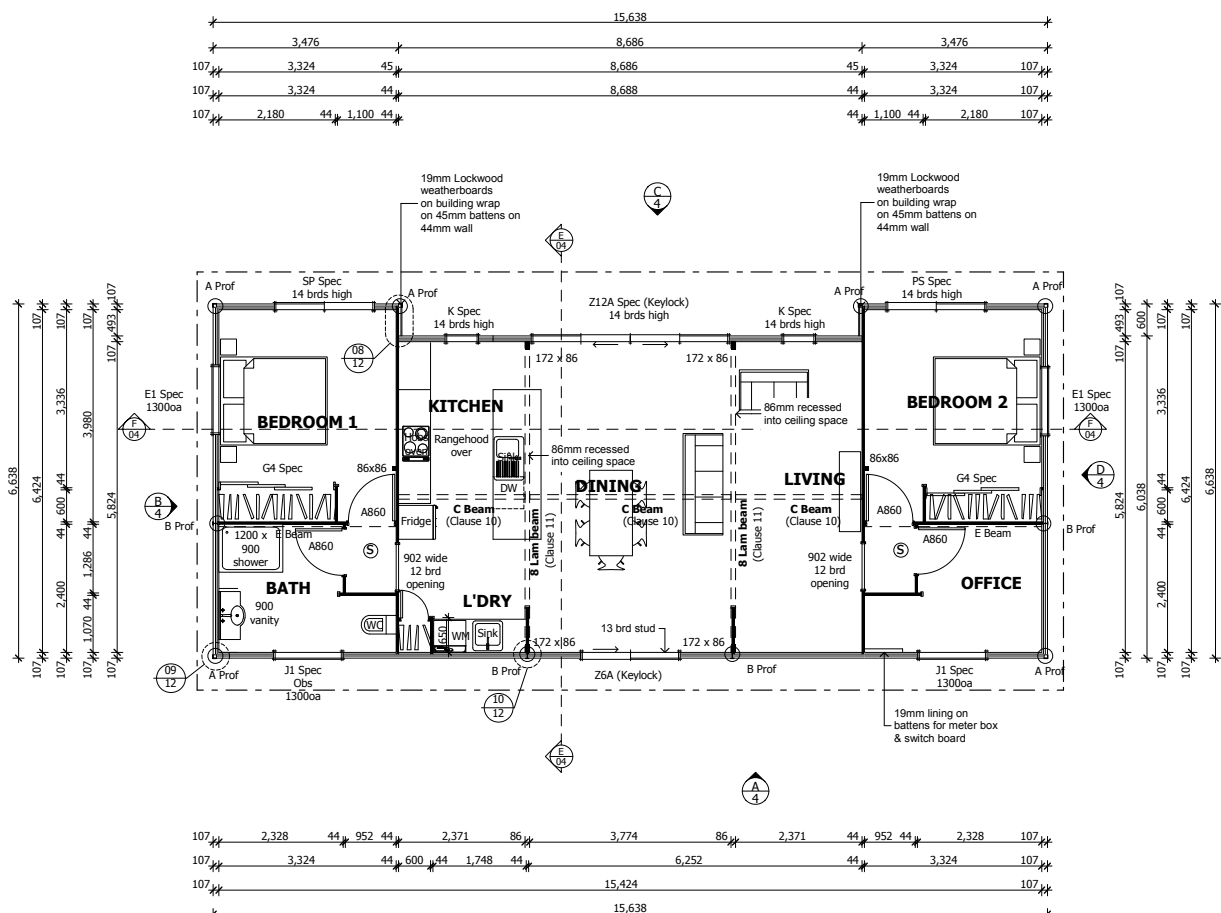 15,638
3,476 8,686 3,476
107 3,324 45 8,686 45 3,324 107
107 3,324 44 8,688 44 3,324 107
107 2,180 44 1,100 44 44 1,100 44 2,180 107
19mm Lockwood
weatherboards
on building wrap
on 45mm battens on
44mm wall
19mm Lockwood
weatherboards
on building wrap
on 45mm battens on
44mm wall
C
4
E
04
A Prof
SP Spec
14 brds high
A Prof
K Spec
14 brds high
Z12A Spec (Keylock)
14 brds high
K Spec
14 brds high
A Prof
PS Spec
14 brds high
A Prof
08
12
172 x 86
172 x 86
E1 Spec
1300oa
F
04
BEDROOM 1
KITCHEN
Hobs
oven
Rangehood
over
Sink
DW
86mm recessed
into ceiling space
86mm recessed
into ceiling space
BEDROOM 2
E1 Spec
1300oa
F
04
G4 Spec
86x86
DINING
LIVING
86x86
G4 Spec
B
4
D
4
B Prof
A860
Fridge
C Beam
(Clause 10)
8 Lam beam
(Clause 11)
C Beam
(Clause 10)
8 Lam beam
(Clause 11)
C Beam
(Clause 10)
A860
B Prof
1200 x
900
shower
E Beam
A860
S
902 wide
12 brd
opening
902 wide
12 brd
opening
S
E Beam
A860
BATH
900
vanity
WC
L'DRY
650
WM
Sink
OFFICE
172 x 86
13 brd stud
172 x 86
09
12
A Prof
J1 Spec
Obs
1300oa
B Prof
10
12
Z6A (Keylock)
B Prof
J1 Spec
1300oa
A Prof
19mm lining on
battens for meter box
& switch board
E
04
A
4
6,638
107 6,424 107
107 3,336 44 600 44 2,400 107
107 3,980 44 1,286 44 1,070 107
107 493 107 5,824 107
107 493 107 5,824 107
600 6,038
107 3,336 44 600 44 2,400 107
107 6,424 107
6,638
107 2,328 44 952 44 2,371 86 3,774 86 2,371 44 952 44 2,328 107
107 3,324 44 600 44 1,748 44 6,252 44 3,324 107
107 15,424 107
15,638